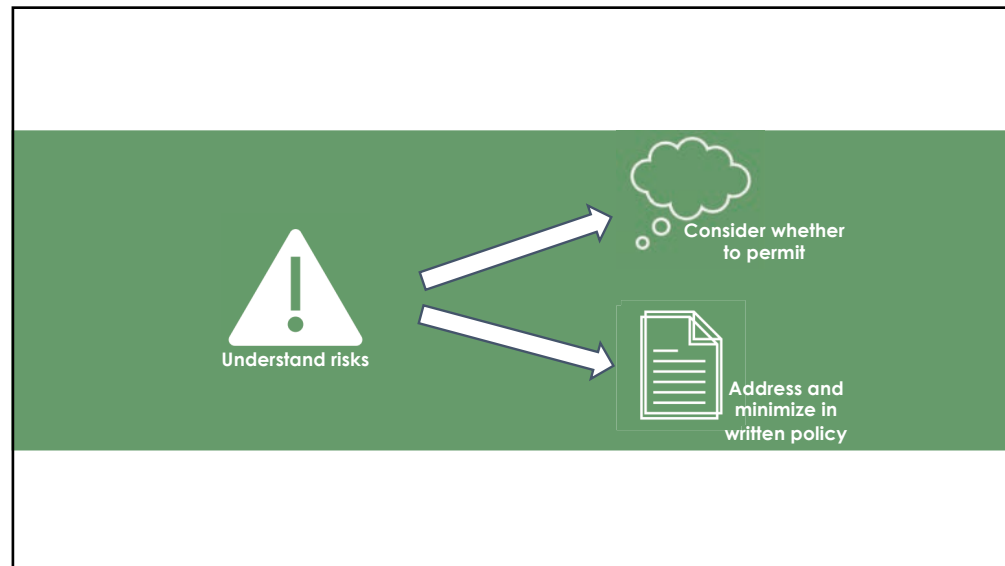 Understand risks
Consider whether
to permit
Address and
minimize in
written policy